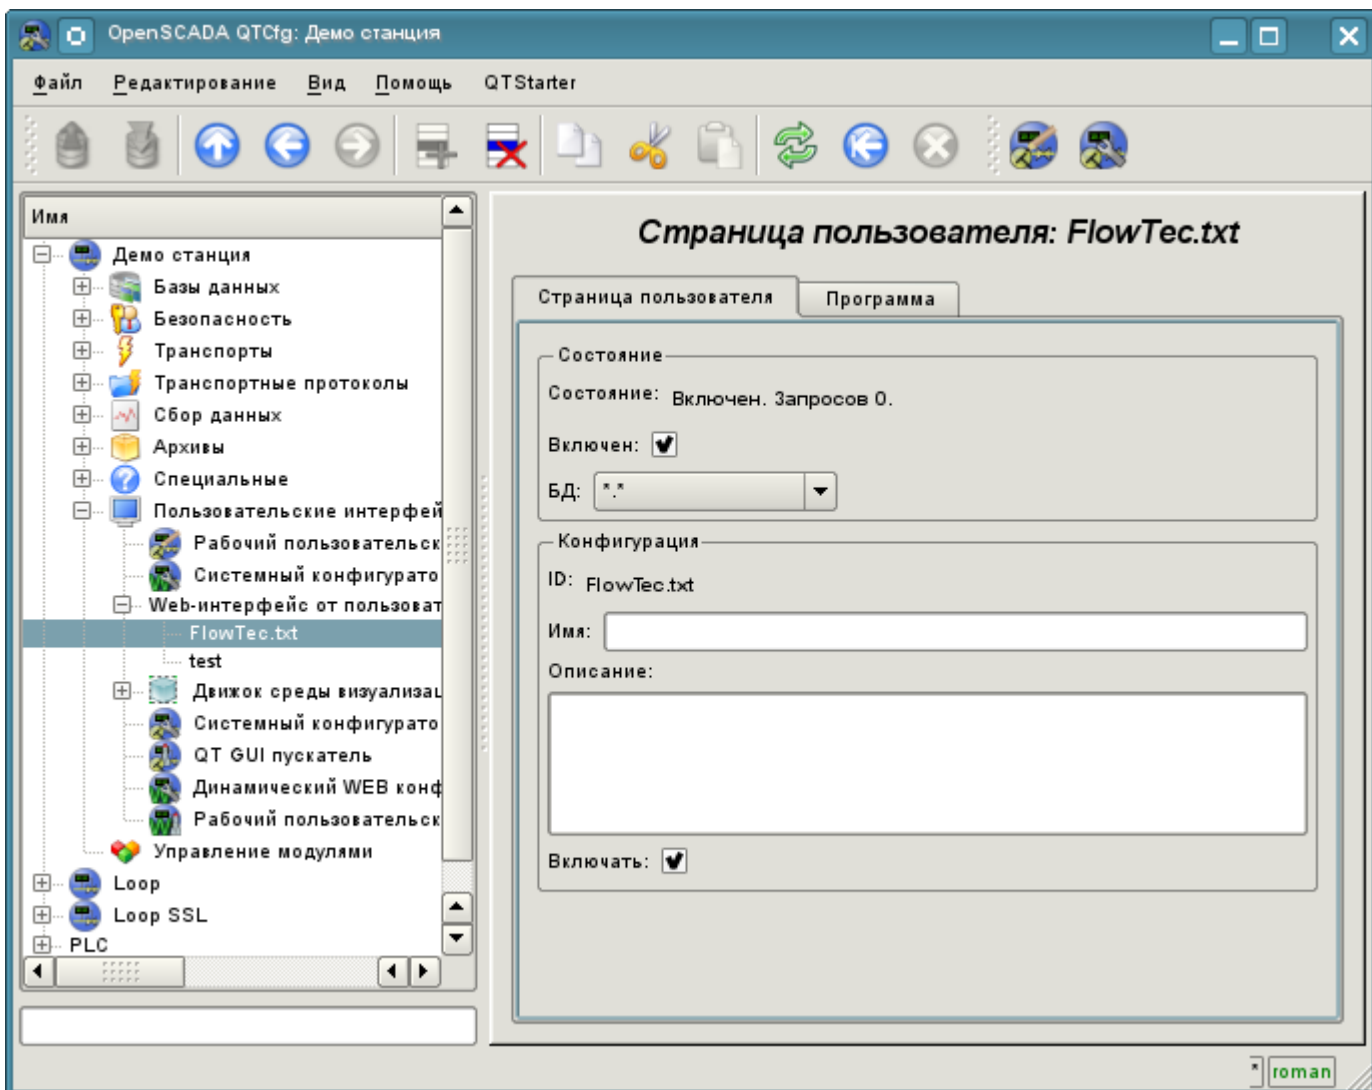 OpenSCADA QTCfg: Демо станция
Файл Редактирование Вид Помощь QTStarter
Имя
Демо станция
Базы данных
Безопасность
Транспорты
Транспортные протоколы
Сбор данных
Архивы
Специальные
Пользовательские интерфей
Рабочий пользовательск
Системный конфигурато
Web-интерфейс от пользоват
FlowTec.txt
test
Движок среды визуализац
Системный конфигурато
QT GUI пускатель
Динамический WEB конф
Рабочий пользовательск
Управление модулями
Loop
Loop SSL
PLC
Страница пользователя: FlowTec.txt
Страница пользователя Программа
Состояние
Состояние: Включен. Запросов 0.
Включен:
БД: *.*
Конфигурация
ID: FlowTec.txt
Имя:
Описание:
Включать:
* roman